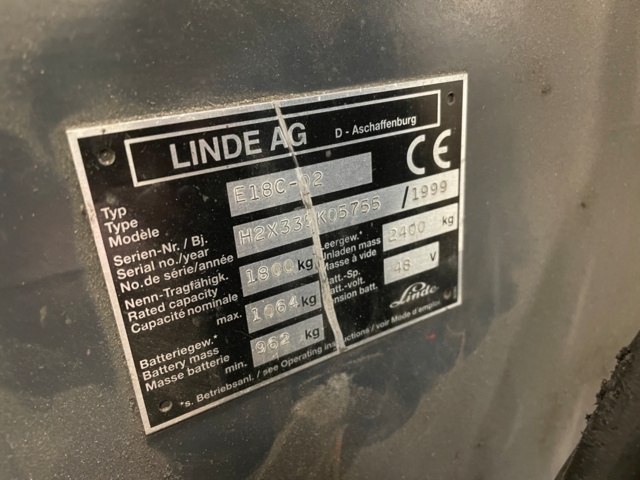 LINDE AG D - Aschaffenburg
CE
Typ
Type
Modèle
E18C-02
Serien-Nr. / Bj.
Serial no./year
No. de série/année
H2X335K05756 /1999
Nenn-Tragfähigk.
Rated capacity
Capacité nominale
1800 kg
Leergew.*
Unladen mass
Masse à vide
2400 kg
Batteriegew.*
Battery mass
Masse batterie
max. 1064 kg
min. 962 kg
Batt.-Sp.
Batt.-volt.
Tension batt.
48 V
Linde
*s. Betriebsanl. / see Operating instructions / voir Mode d'emploi